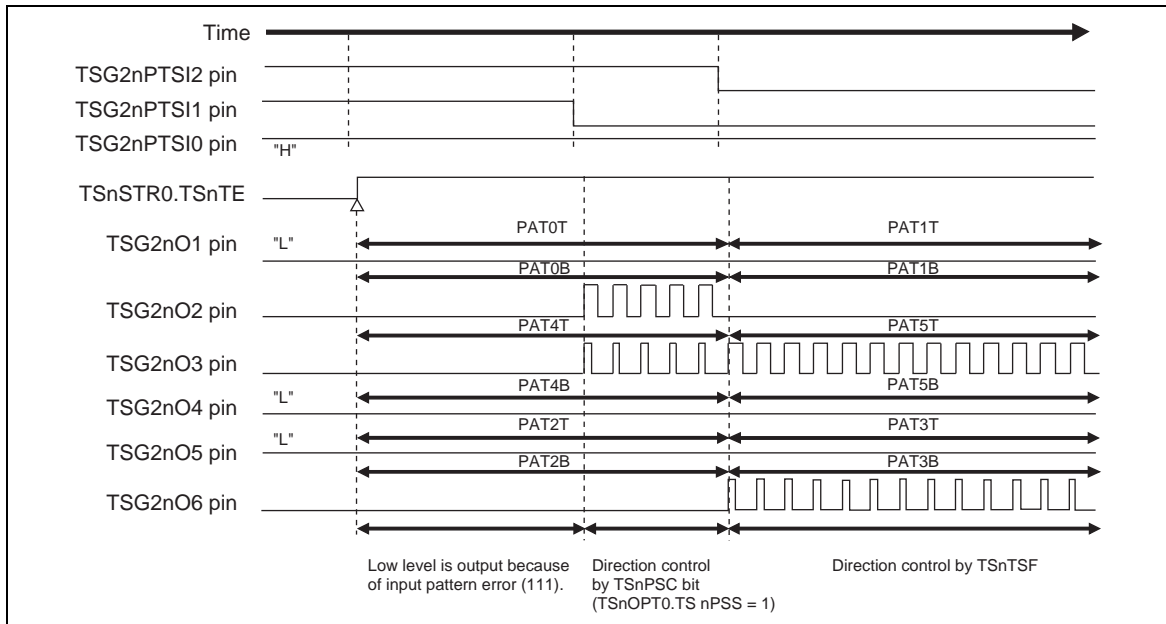 Time
TSG2nPTSI2 pin
TSG2nPTSI1 pin
TSG2nPTSI0 pin
"H"
TSnSTR0.TSnTE
PAT0T
PAT1T
TSG2nO1 pin
"L"
PAT0B
PAT1B
TSG2nO2 pin
PAT4T
PAT5T
TSG2nO3 pin
PAT4B
PAT5B
TSG2nO4 pin
"L"
PAT2T
PAT3T
TSG2nO5 pin
"L"
PAT2B
PAT3B
TSG2nO6 pin
Low level is output because
of input pattern error (111).
Direction control
by TSnPSC bit
(TSnOPT0.TS nPSS = 1)
Direction control by TSnTSF